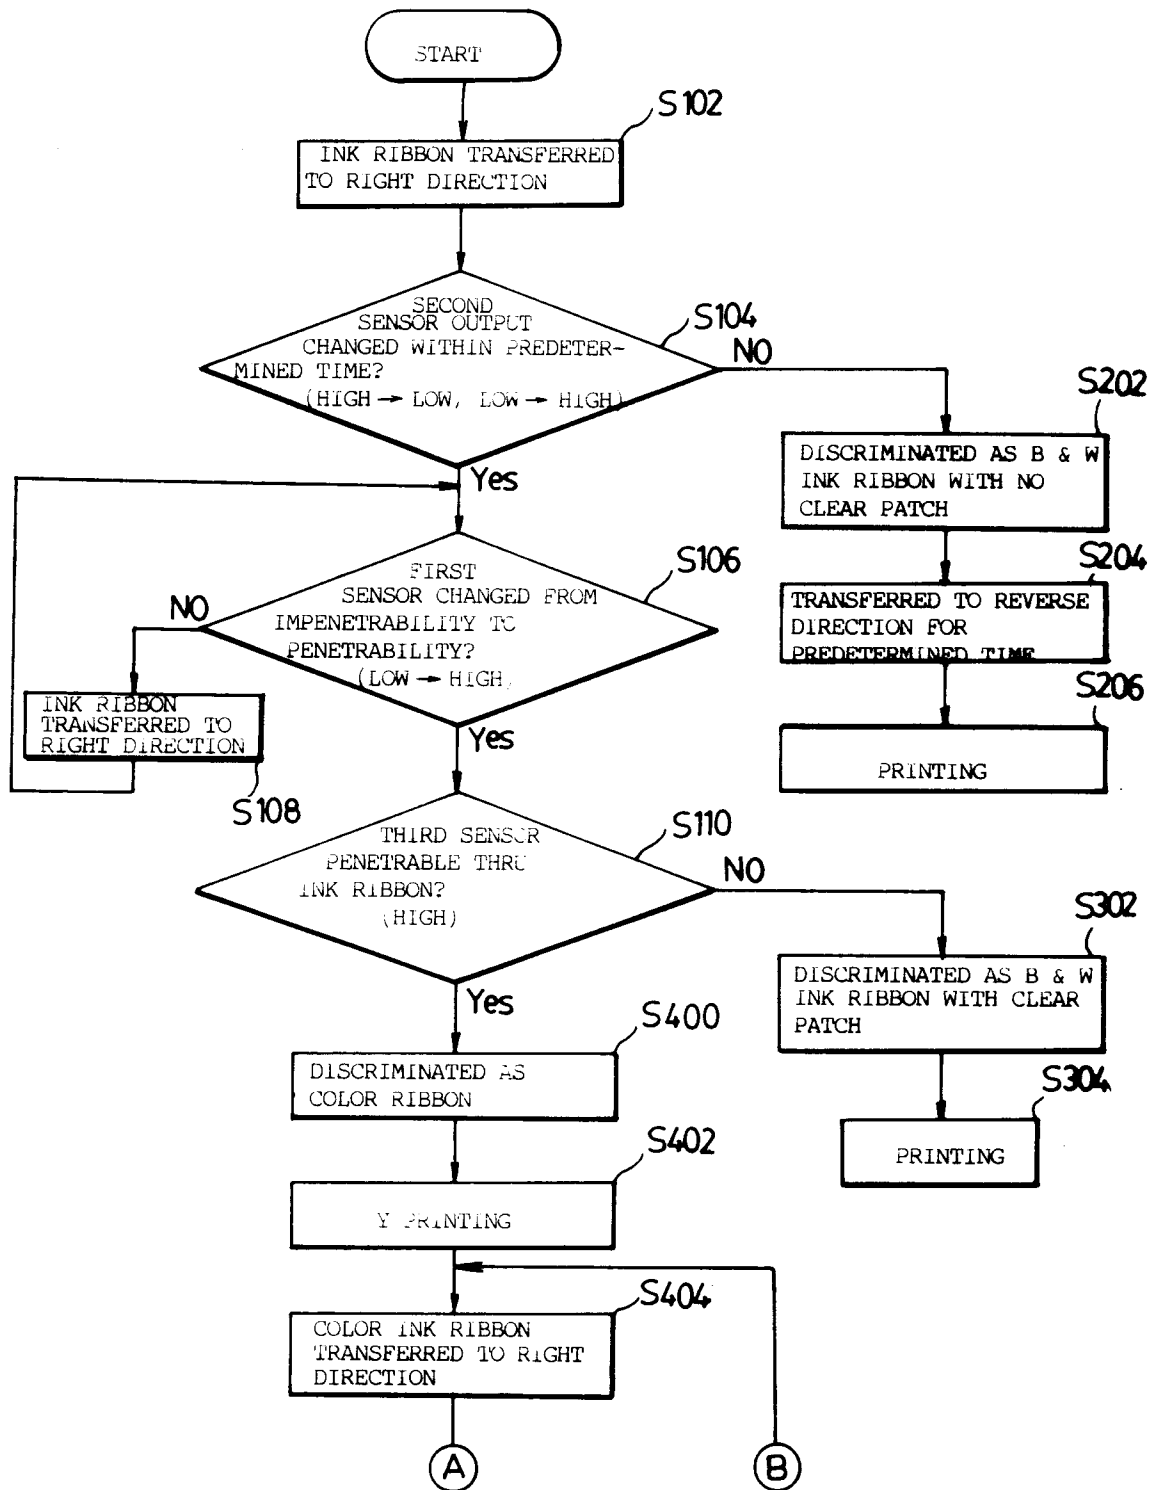 START
S102
INK RIBBON TRANSFERRED
TO RIGHT DIRECTION
SECOND
SENSOR OUTPUT
CHANGED WITHIN PREDETER-
MINED TIME?
(HIGH → LOW, LOW → HIGH)
S104
NO
Yes
S202
DISCRIMINATED AS B & W
INK RIBBON WITH NO
CLEAR PATCH
S204
TRANSFERRED TO REVERSE
DIRECTION FOR
PREDETERMINED TIME
S206
PRINTING
FIRST
SENSOR CHANGED FROM
IMPENETRABILITY TO
PENETRABILITY?
(LOW → HIGH)
S106
NO
Yes
INK RIBBON
TRANSFERRED TO
RIGHT DIRECTION
S108
THIRD SENSOR
PENETRABLE THRU
INK RIBBON?
(HIGH)
S110
NO
Yes
S302
DISCRIMINATED AS B & W
INK RIBBON WITH CLEAR
PATCH
S304
PRINTING
S400
DISCRIMINATED AS
COLOR RIBBON
S402
Y PRINTING
S404
COLOR INK RIBBON
TRANSFERRED TO RIGHT
DIRECTION
A
B